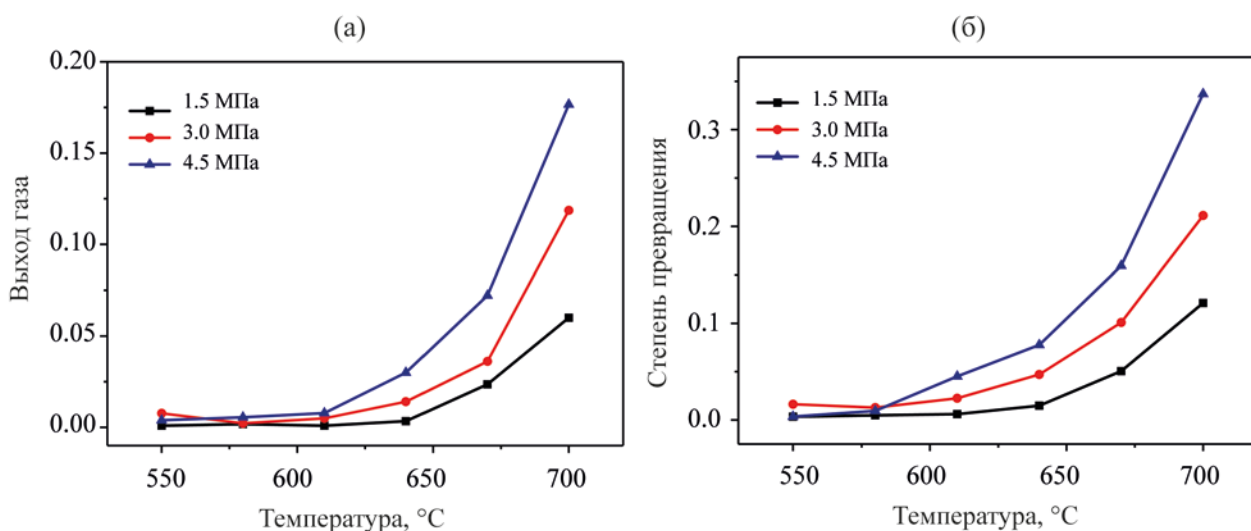 (а)
0.20
0.15
0.10
0.05
0.00
Выход газа
1.5 МПа
3.0 МПа
4.5 МПа
550
600
650
700
Температура, °C
(б)
0.3
0.2
0.1
0.0
Степень превращения
1.5 МПа
3.0 МПа
4.5 МПа
550
600
650
700
Температура, °C